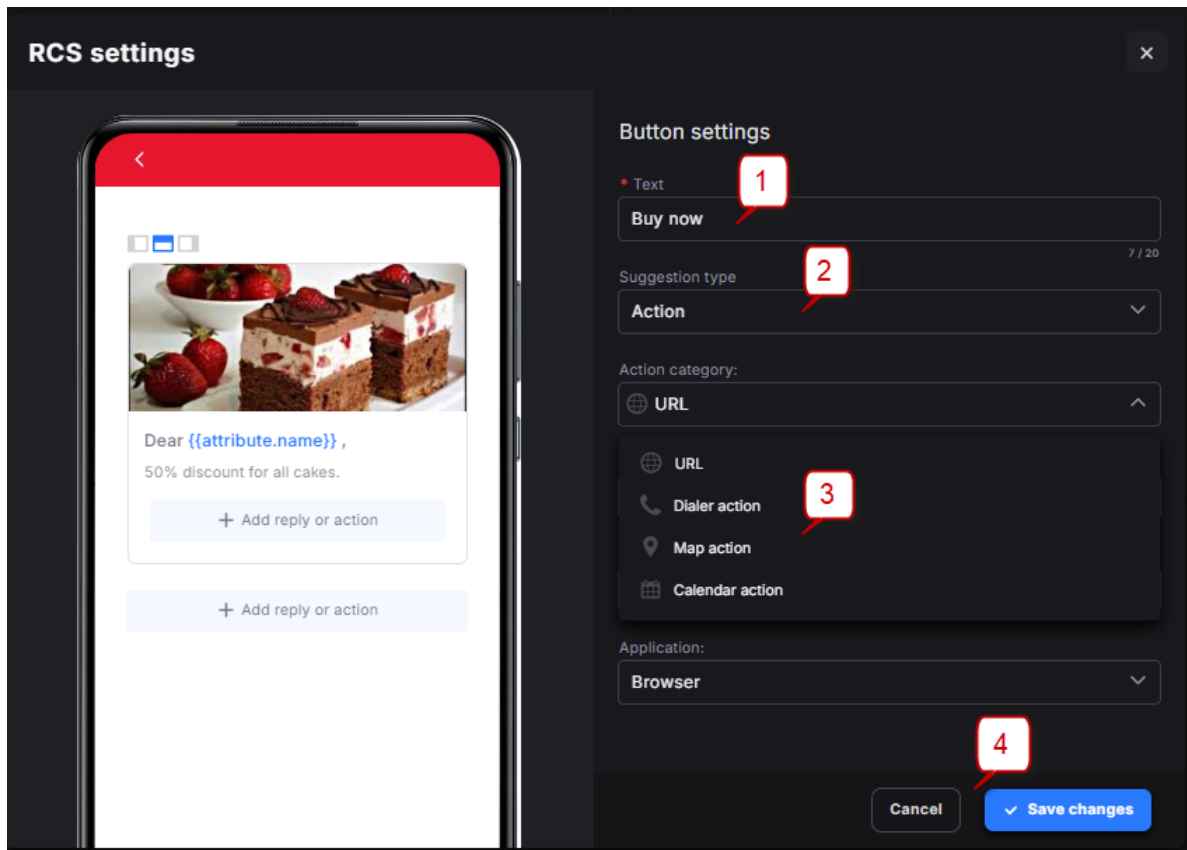 RCS settings
Dear {{attribute.name}} ,
50% discount for all cakes.
+ Add reply or action
+ Add reply or action
Button settings
* Text
1
Buy now
7 / 20
Suggestion type
2
Action
Action category:
URL
URL
Dialer action
3
Map action
Calendar action
Application:
Browser
4
Cancel
Save changes